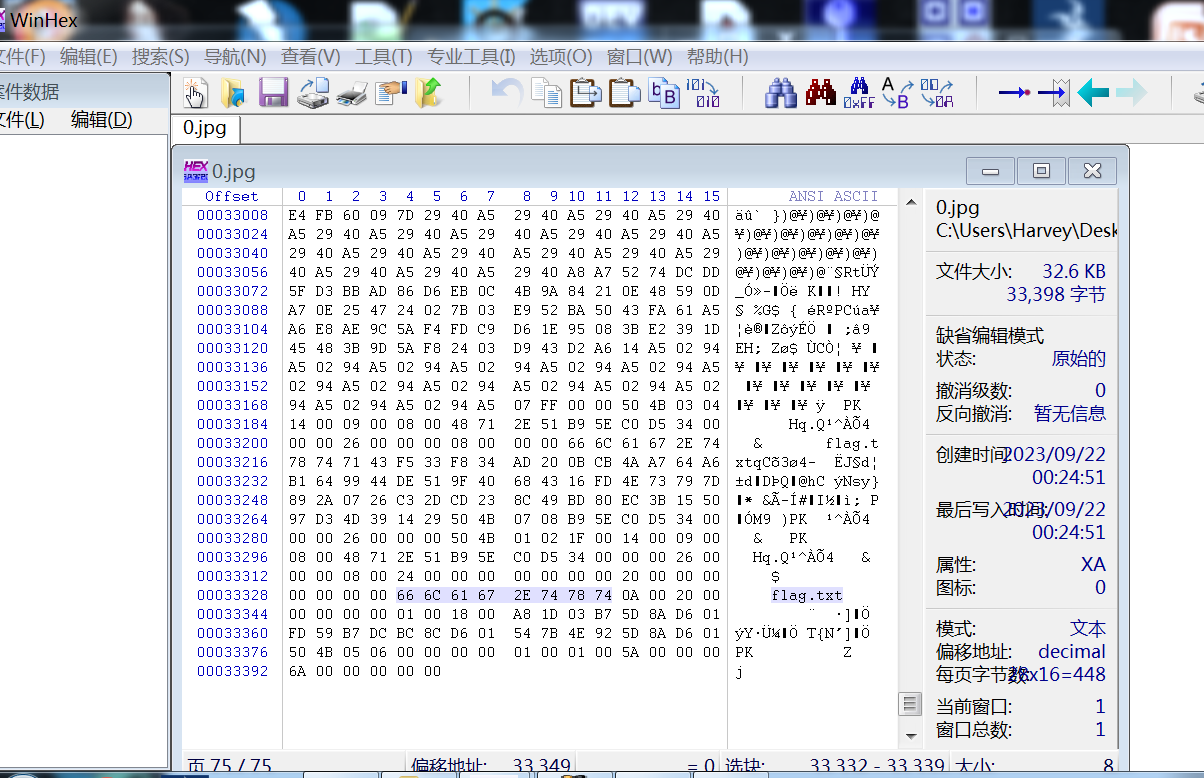 WinHex
文件(F) 编辑(E) 搜索(S) 导航(N) 查看(V) 工具(T) 专业工具(I) 选项(O) 窗口(W) 帮助(H)
案件数据
文件(L) 编辑(D)
0.jpg
0.jpg
Offset 0 1 2 3 4 5 6 7 8 9 10 11 12 13 14 15 ANSI ASCII
00033008 E4 FB 60 09 7D 29 40 A5 29 40 A5 29 40 A5 29 40 äû` })@¥)@¥)@¥)@
00033024 A5 29 40 A5 29 40 A5 29 40 A5 29 40 A5 29 40 A5 ¥)@¥)@¥)@¥)@¥)@¥
00033040 29 40 A5 29 40 A5 29 40 A5 29 40 A5 29 40 A5 29 )@¥)@¥)@¥)@¥)@¥)
00033056 40 A5 29 40 A5 29 40 A5 29 40 A8 A7 52 74 DC DD @¥)@¥)@¥)@¨§RtÜÝ
00033072 5F D3 BB AD 86 D6 EB 0C 4B 9A 84 21 0E 48 59 0D
00033088 A7 0E 25 47 24 02 7B 03 E9 52 BA 50 43 FA 61 A5 § %G$ { éRºPCúa¥
00033104 A6 E8 AE 9C 5A F4 FD C9 D6 1E 95 08 3B E2 39 1D
00033120 45 48 3B 9D 5A F8 24 03 D9 43 D2 A6 14 A5 02 94
00033136 A5 02 94 A5 02 94 A5 02 94 A5 02 94 A5 02 94 A5
00033152 02 94 A5 02 94 A5 02 94 A5 02 94 A5 02 94 A5 02
00033168 94 A5 02 94 A5 02 94 A5 07 FF 00 00 50 4B 03 04 PK
00033184 14 00 09 00 08 00 48 71 2E 51 B9 5E C0 D5 34 00 Hq.Q¹^ÀÕ4
00033200 00 00 26 00 00 00 08 00 00 00 66 6C 61 67 2E 74 & flag.t
00033216 78 74 71 43 F5 33 F8 34 AD 20 0B CB 4A A7 64 A6 xtqCõ3ø4- ËJ§d¦
00033232 B1 64 99 44 DE 51 9F 40 68 43 16 FD 4E 73 79 7D
00033248 89 2A 07 26 C3 2D CD 23 8C 49 BD 80 EC 3B 15 50
00033264 97 D3 4D 39 14 29 50 4B 07 08 B9 5E C0 D5 34 00
00033280 00 00 26 00 00 00 50 4B 01 02 1F 00 14 00 09 00 & PK
00033296 08 00 48 71 2E 51 B9 5E C0 D5 34 00 00 00 26 00 Hq.Q¹^ÀÕ4 &
00033312 00 00 08 00 24 00 00 00 00 00 00 00 20 00 00 00 $
00033328 00 00 00 00 66 6C 61 67 2E 74 78 74 0A 00 20 00 flag.txt
00033344 00 00 00 00 01 00 18 00 A8 1D 03 B7 5D 8A D6 01
00033360 FD 59 B7 DC BC 8C D6 01 54 7B 4E 92 5D 8A D6 01
00033376 50 4B 05 06 00 00 00 00 01 00 01 00 5A 00 00 00 PK Z
00033392 6A 00 00 00 00 00 j
0.jpg
C:\Users\Harvey\Desk
文件大小: 32.6 KB
33,398 字节
缺省编辑模式
状态: 原始的
撤消级数: 0
反向撤消: 暂无信息
创建时间: 2023/09/22
00:24:51
最后写入时间: 2023/09/22
00:24:51
属性: XA
图标: 0
模式: 文本
偏移地址: decimal
每页字节数: 28x16=448
当前窗口: 1
窗口总数: 1
页 75 / 75 偏移地址: 33,349 = 0 选块: 33,332 - 33,339 大小: 8